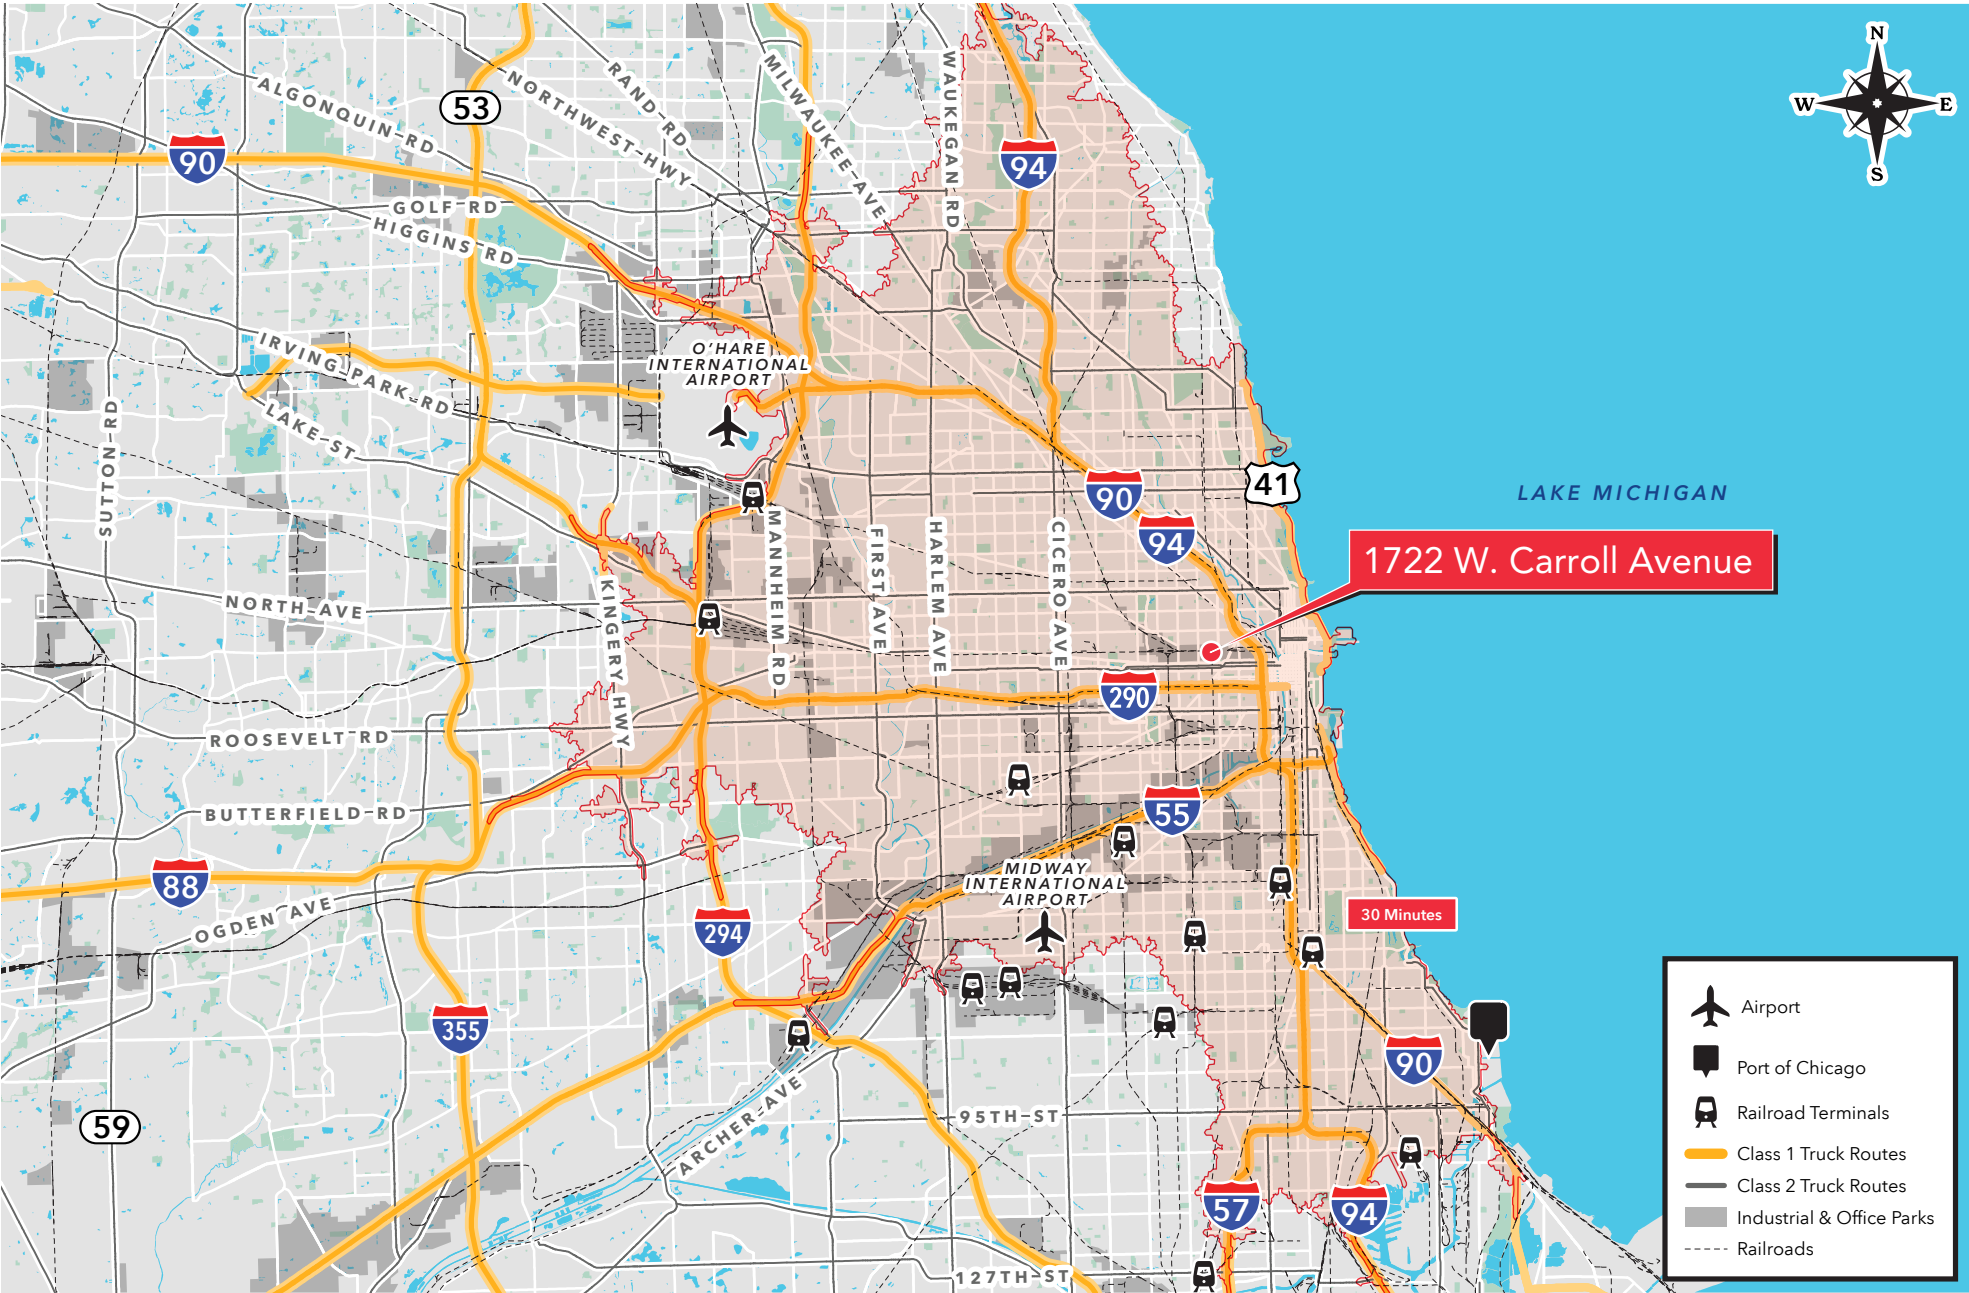 N
W
E
S
ALGONQUIN RD
53
NORTHWEST HWY
RAND RD
MILWAUKEE AVE
WAUKEGAN RD
90
94
GOLF RD
HIGGINS RD
IRVING PARK RD
LAKE ST
O'HARE
INTERNATIONAL
AIRPORT
SUTTON RD
90
94
41
LAKE MICHIGAN
1722 W. Carroll Avenue
MANNHEIM RD
FIRST AVE
HARLEM AVE
CICERO AVE
KINGERY HWY
NORTH AVE
290
ROOSEVELT RD
BUTTERFIELD RD
55
88
OGDEN AVE
MIDWAY
INTERNATIONAL
AIRPORT
294
30 Minutes
355
90
59
95TH ST
ARCHER AVE
57
94
127TH ST
Airport
Port of Chicago
Railroad Terminals
Class 1 Truck Routes
Class 2 Truck Routes
Industrial & Office Parks
Railroads